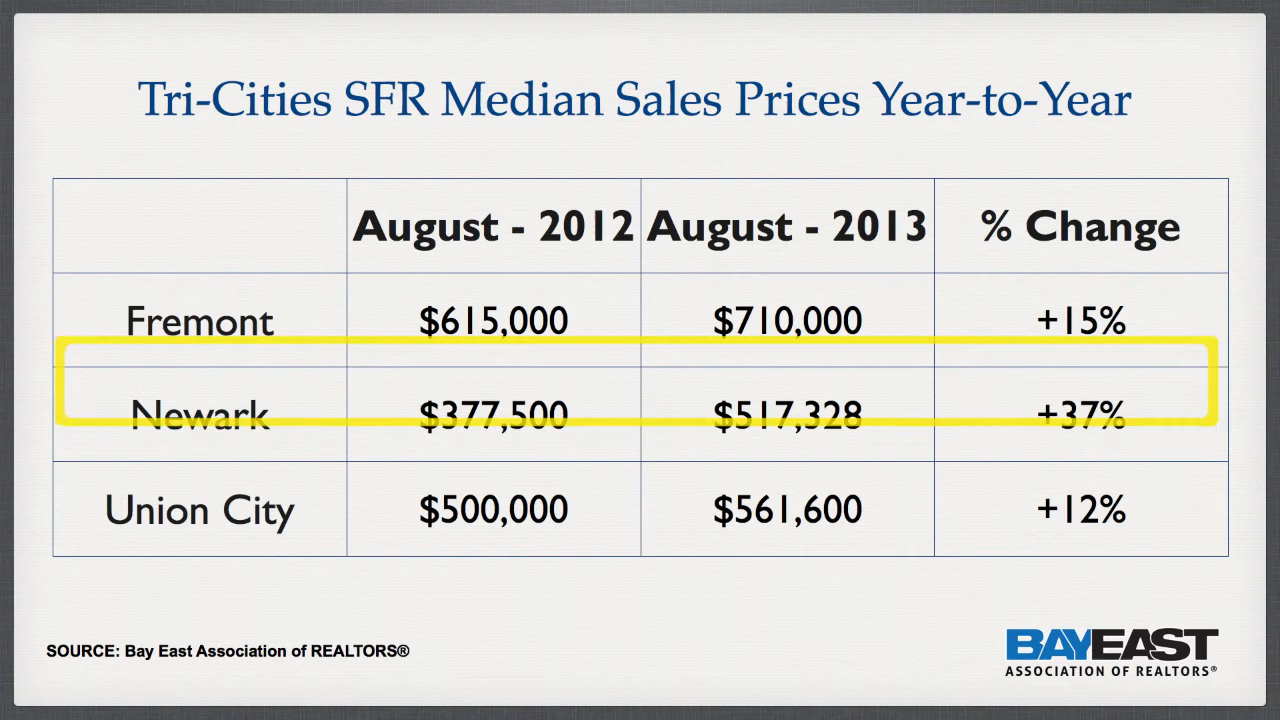 Tri-Cities SFR Median Sales Prices Year-to-Year
August - 2012 August - 2013 % Change
Fremont $615,000 $710,000 +15%
Newark $377,500 $517,328 +37%
Union City $500,000 $561,600 +12%
SOURCE: Bay East Association of REALTORS®
BAYEAST
ASSOCIATION OF REALTORS®